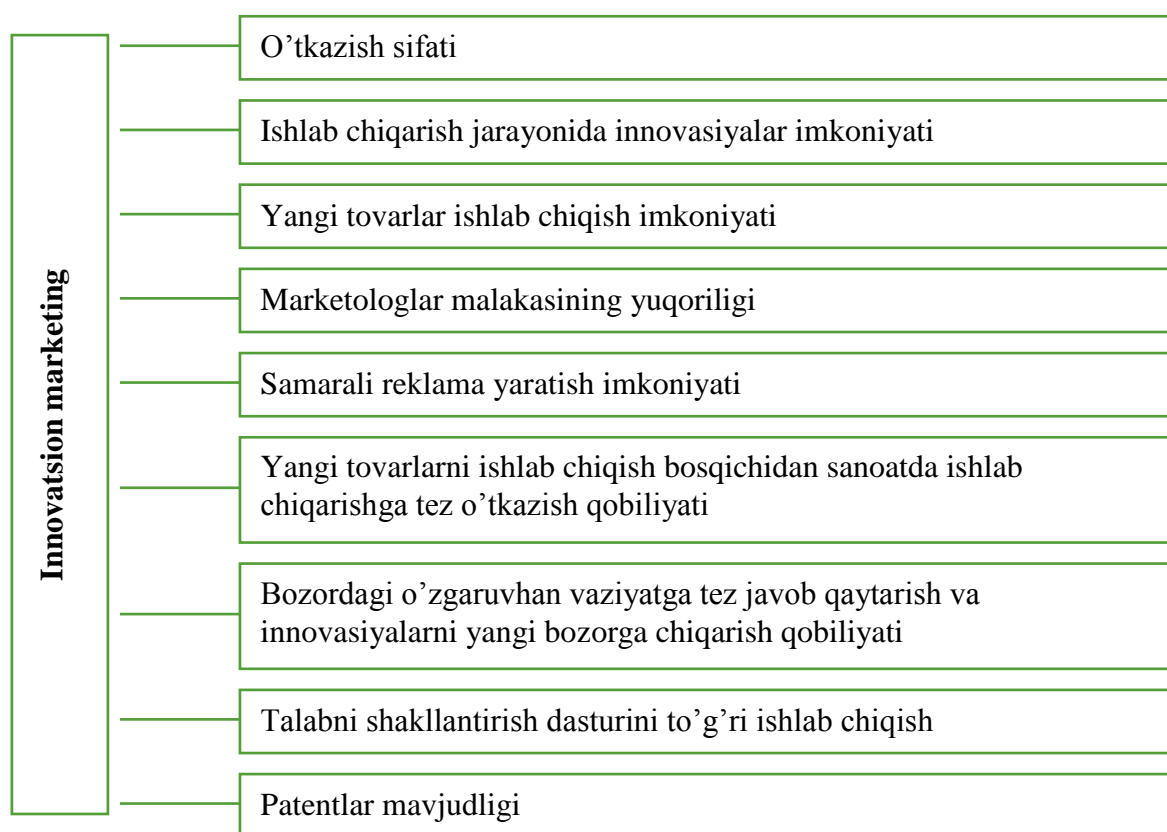 Innovatsion marketing
O’tkazish sifati
Ishlab chiqarish jarayonida innovasiyalar imkoniyati
Yangi tovarlar ishlab chiqish imkoniyati
Marketologlar malakasining yuqoriligi
Samarali reklama yaratish imkoniyati
Yangi tovarlarni ishlab chiqish bosqichidan sanoatda ishlab
chiqarishga tez o’tkazish qobiliyati
Bozordagi o’zgaruvhan vaziyatga tez javob qaytarish va
innovasiyalarni yangi bozorga chiqarish qobiliyati
Talabni shakllantirish dasturini to’g’ri ishlab chiqish
Patentlar mavjudligi